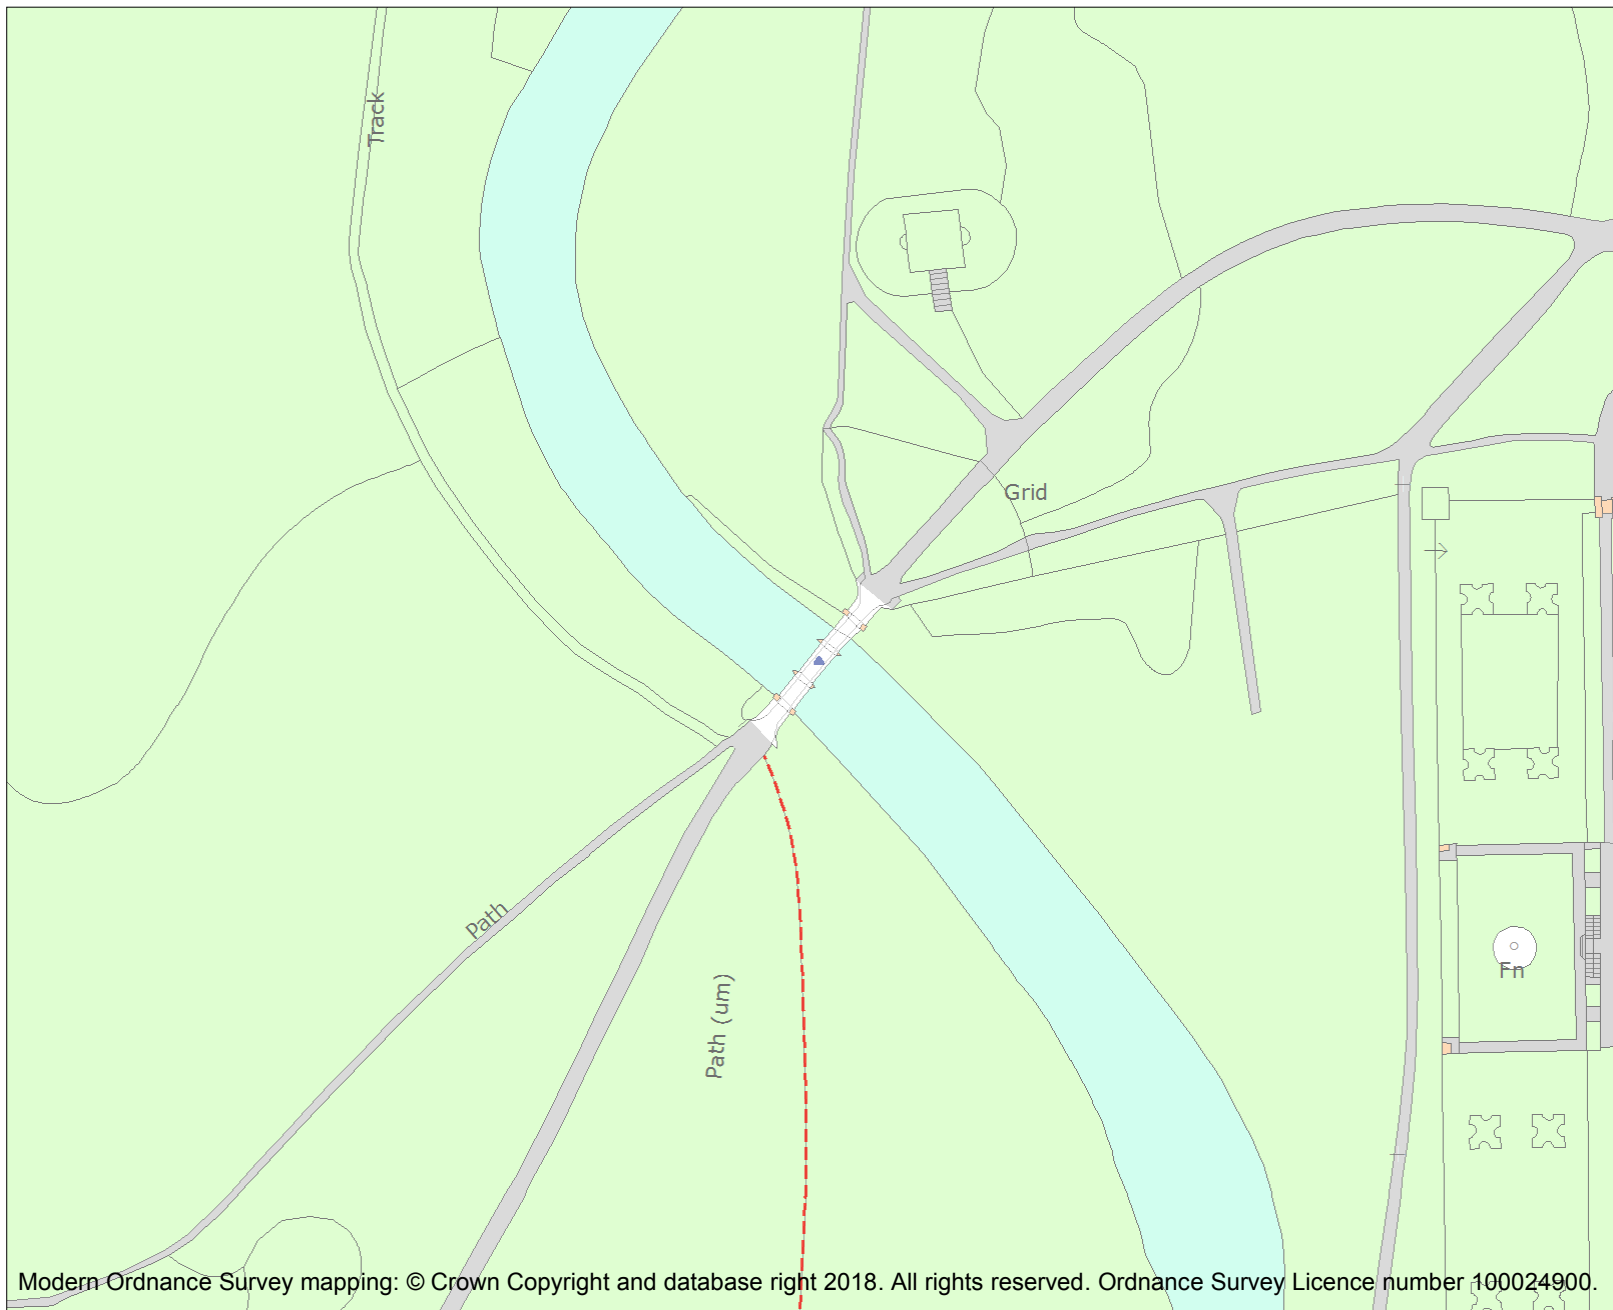 Track
Grid
Path
Fn
Path (um)
Modern Ordnance Survey mapping: © Crown Copyright and database right 2018. All rights reserved. Ordnance Survey Licence number 100024900.